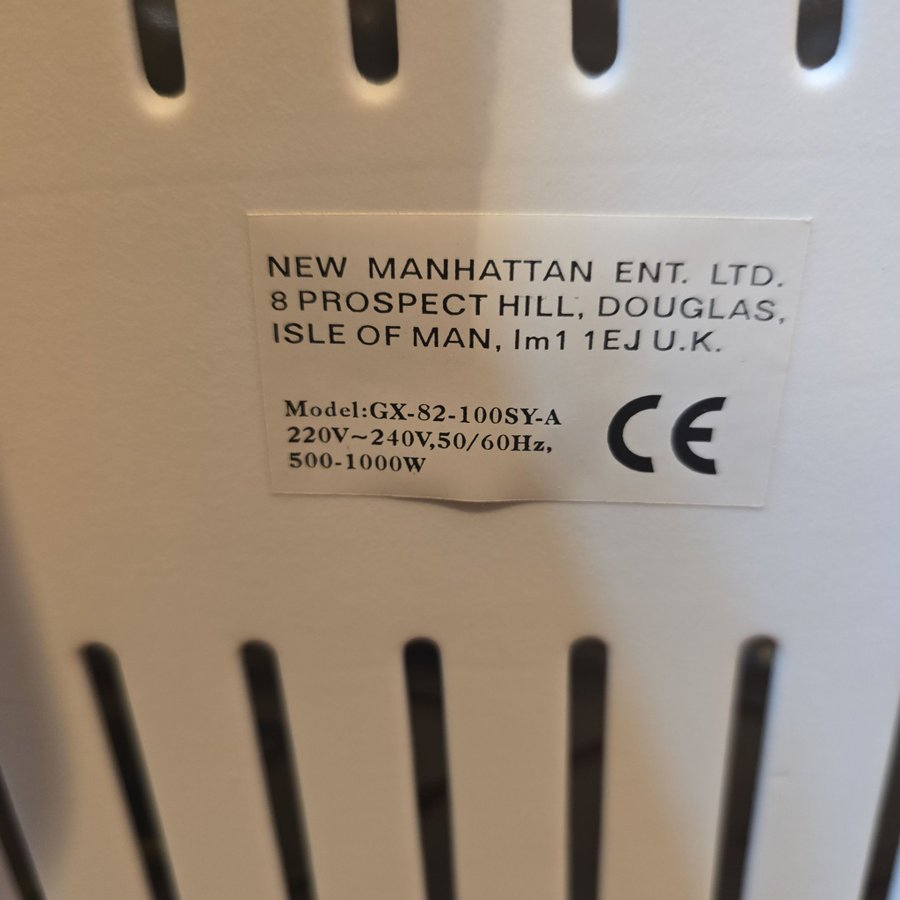 NEW MANHATTAN ENT. LTD.
8 PROSPECT HILL, DOUGLAS,
ISLE OF MAN, Im1 1EJ U.K.
Model:GX-82-100SY-A
220V~240V,50/60Hz,
500-1000W
CE